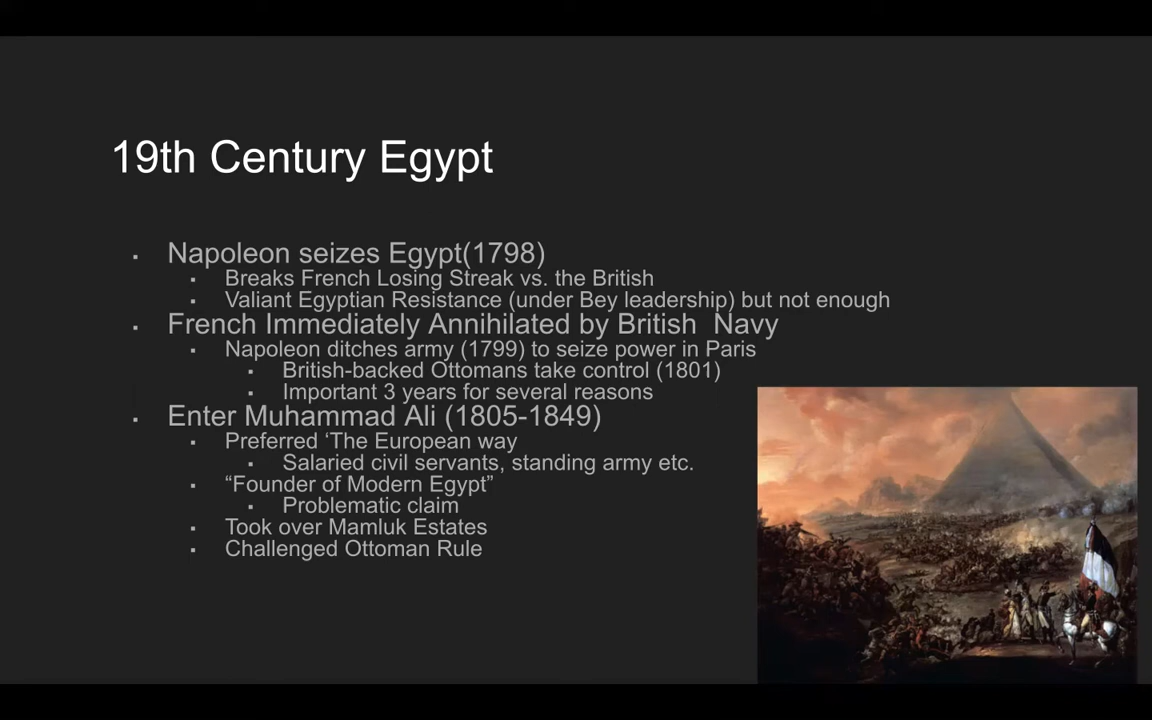 19th Century Egypt
▪ Napoleon seizes Egypt(1798)
▪ Breaks French Losing Streak vs. the British
▪ Valiant Egyptian Resistance (under Bey leadership) but not enough
▪ French Immediately Annihilated by British  Navy
▪ Napoleon ditches army (1799) to seize power in Paris
▪ British-backed Ottomans take control (1801)
▪ Important 3 years for several reasons
▪ Enter Muhammad Ali (1805-1849)
▪ Preferred ‘The European way
▪ Salaried civil servants, standing army etc.
▪ “Founder of Modern Egypt”
▪ Problematic claim
▪ Took over Mamluk Estates
▪ Challenged Ottoman Rule